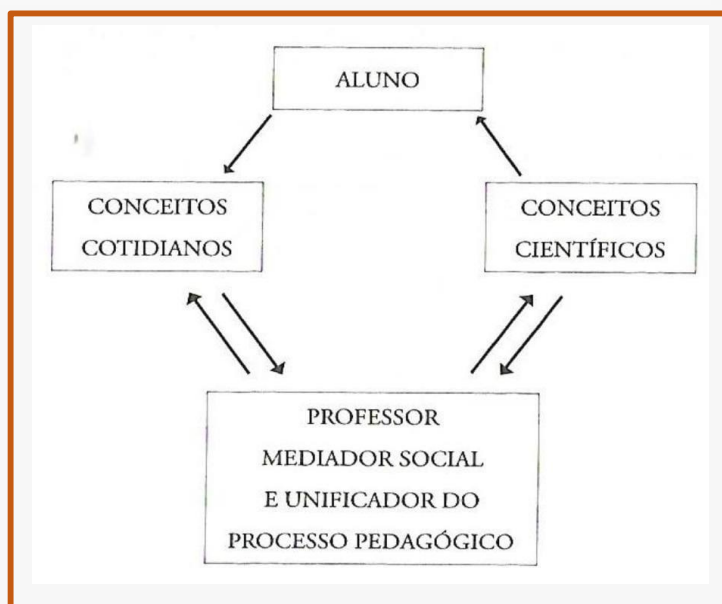 ALUNO
CONCEITOS
COTIDIANOS
CONCEITOS
CIENTÍFICOS
PROFESSOR
MEDIADOR SOCIAL
E UNIFICADOR DO
PROCESSO PEDAGÓGICO